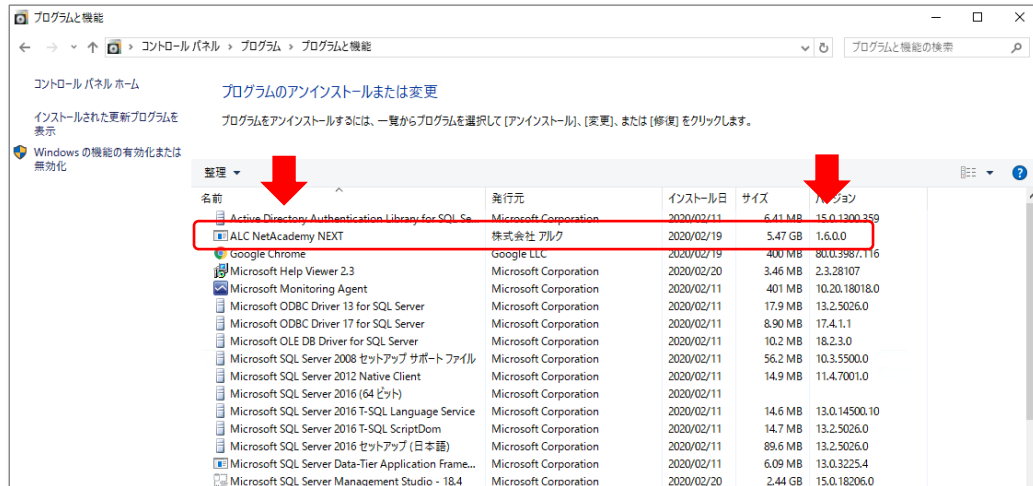 プログラムと機能
コントロール パネル › プログラム › プログラムと機能
プログラムと機能の検索
コントロール パネル ホーム
インストールされた更新プログラムを
表示
Windows の機能の有効化または
無効化
プログラムのアンインストールまたは変更
プログラムをアンインストールするには、一覧からプログラムを選択して [アンインストール]、[変更]、または [修復] をクリックします。
整理
名前 発行元 インストール日 サイズ バージョン
Active Directory Authentication Library for SQL Se... Microsoft Corporation 2020/02/11 6.41 MB 15.0.1300.359
ALC NetAcademy NEXT 株式会社 アルク 2020/02/19 5.47 GB 1.6.0.0
Google Chrome Google LLC 2020/02/19 400 MB 80.0.3987.116
Microsoft Help Viewer 2.3 Microsoft Corporation 2020/02/20 3.46 MB 2.3.28107
Microsoft Monitoring Agent Microsoft Corporation 2020/02/11 401 MB 10.20.18018.0
Microsoft ODBC Driver 13 for SQL Server Microsoft Corporation 2020/02/11 17.9 MB 13.2.5026.0
Microsoft ODBC Driver 17 for SQL Server Microsoft Corporation 2020/02/11 8.90 MB 17.4.1.1
Microsoft OLE DB Driver for SQL Server Microsoft Corporation 2020/02/11 10.2 MB 18.2.3.0
Microsoft SQL Server 2008 セットアップ サポート ファイル Microsoft Corporation 2020/02/11 56.2 MB 10.3.5500.0
Microsoft SQL Server 2012 Native Client Microsoft Corporation 2020/02/11 14.9 MB 11.4.7001.0
Microsoft SQL Server 2016 (64 ビット) Microsoft Corporation 2020/02/11
Microsoft SQL Server 2016 T-SQL Language Service Microsoft Corporation 2020/02/11 14.6 MB 13.0.14500.10
Microsoft SQL Server 2016 T-SQL ScriptDom Microsoft Corporation 2020/02/11 14.7 MB 13.2.5026.0
Microsoft SQL Server 2016 セットアップ (日本語) Microsoft Corporation 2020/02/11 89.6 MB 13.2.5026.0
Microsoft SQL Server Data-Tier Application Frame... Microsoft Corporation 2020/02/11 6.09 MB 13.0.3225.4
Microsoft SQL Server Management Studio - 18.4 Microsoft Corporation 2020/02/20 2.44 GB 15.0.18206.0